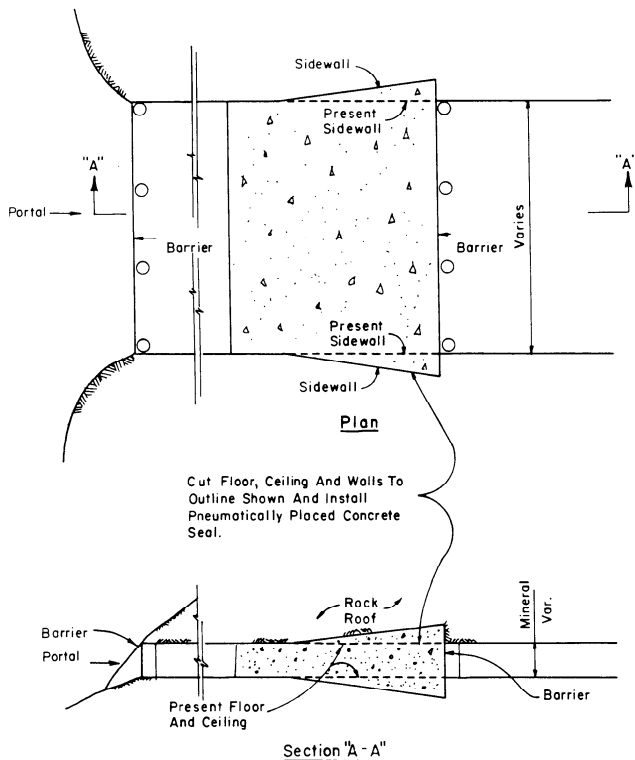 Sidewall
Present
Sidewall
"A"
"A"
Portal
Barrier
Barrier
Varies
Present
Sidewall
Sidewall
Plan
Cut Floor, Ceiling And Walls To
Outline Shown And Install
Pneumatically Placed Concrete
Seal.
Rock
Roof
Mineral
Var.
Barrier
Portal
Barrier
Present Floor
And Ceiling
Section "A-A"